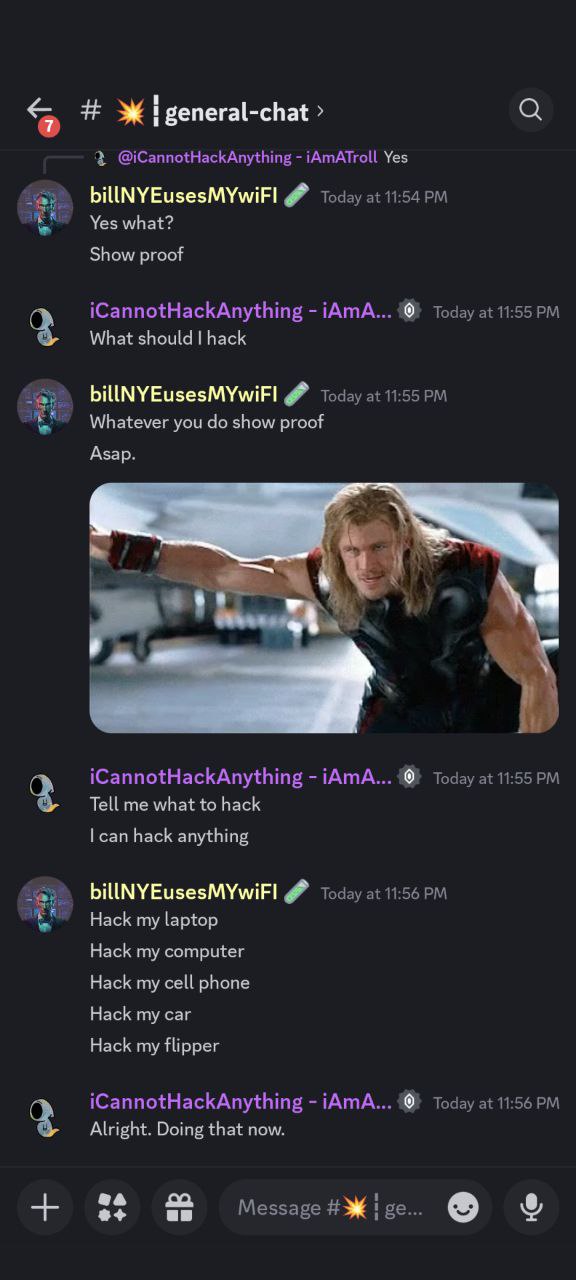 7
# 💥┇general-chat ›
@iCannotHackAnything - iAmATroll Yes
billNYEusesMYwiFI 🧪 Today at 11:54 PM
Yes what?
Show proof
iCannotHackAnything - iAmA... Today at 11:55 PM
What should I hack
billNYEusesMYwiFI 🧪 Today at 11:55 PM
Whatever you do show proof
Asap.
iCannotHackAnything - iAmA... Today at 11:55 PM
Tell me what to hack
I can hack anything
billNYEusesMYwiFI 🧪 Today at 11:56 PM
Hack my laptop
Hack my computer
Hack my cell phone
Hack my car
Hack my flipper
iCannotHackAnything - iAmA... Today at 11:56 PM
Alright. Doing that now.
Message #💥┇ge...